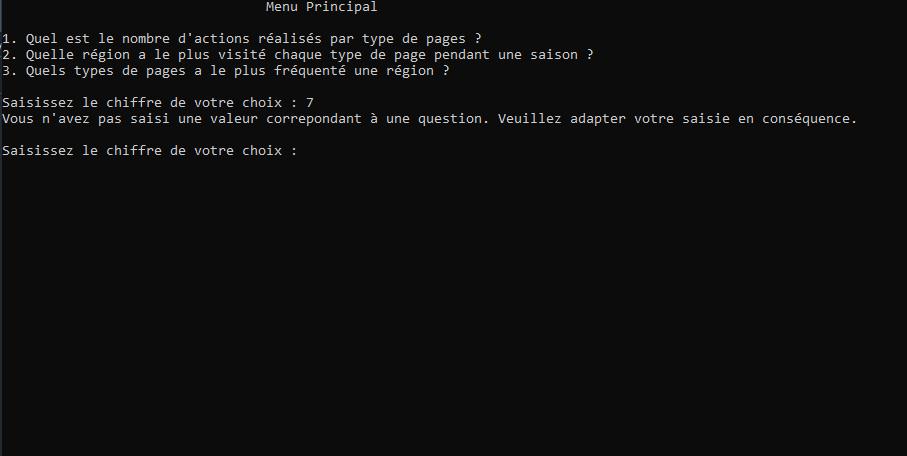 Menu Principal
1. Quel est le nombre d'actions réalisés par type de pages ?
2. Quelle région a le plus visité chaque type de page pendant une saison ?
3. Quels types de pages a le plus fréquenté une région ?
Saisissez le chiffre de votre choix : 7
Vous n'avez pas saisi une valeur correpondant à une question. Veuillez adapter votre saisie en conséquence.
Saisissez le chiffre de votre choix :